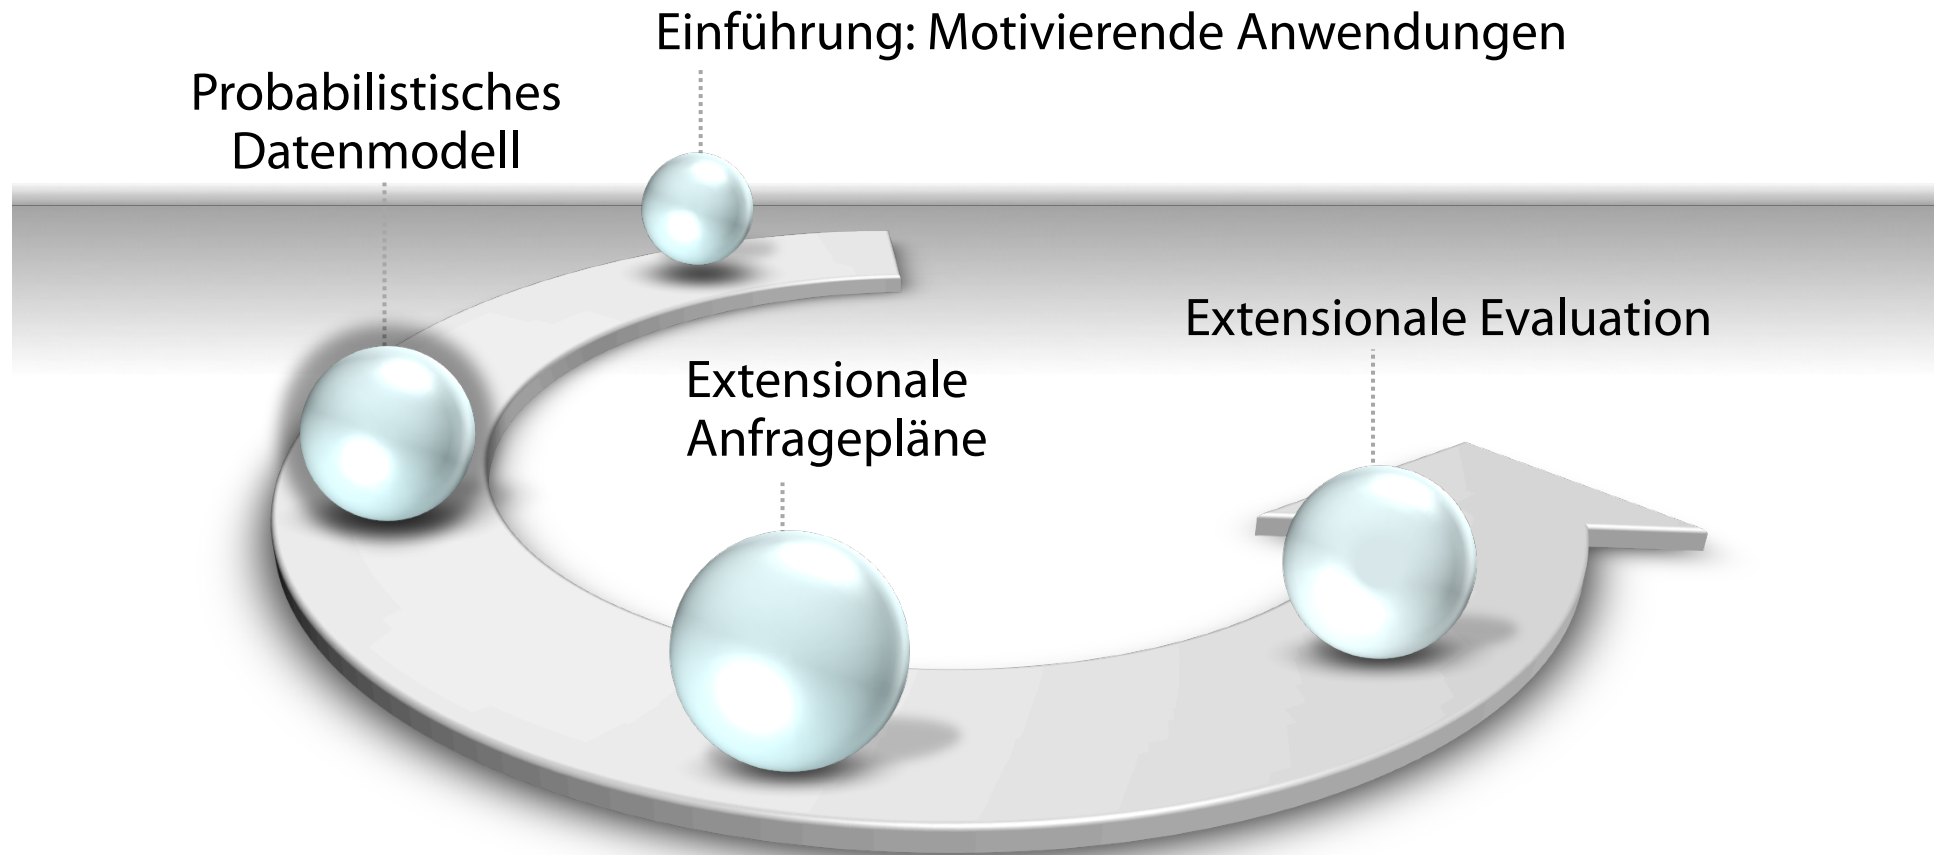 Einführung: Motivierende Anwendungen
Probabilistisches
Datenmodell
Extensionale
Anfragepläne
Extensionale Evaluation